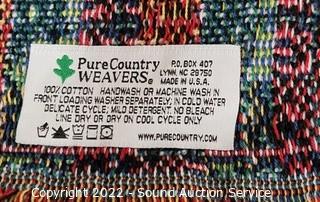 Pure Country
WEAVERS®
P.O. BOX 407
LYNN, NC 28750
MADE IN U.S.A.
100% COTTON HANDWASH OR MACHINE WASH IN
FRONT LOADING WASHER SEPARATELY; IN COLD WATER
DELICATE CYCLE; MILD DETERGENT NO BLEACH
LINE DRY OR DRY ON COOL CYCLE ONLY
WWW.PURECOUNTRY.COM
Copyright 2022 - Sound Auction Service